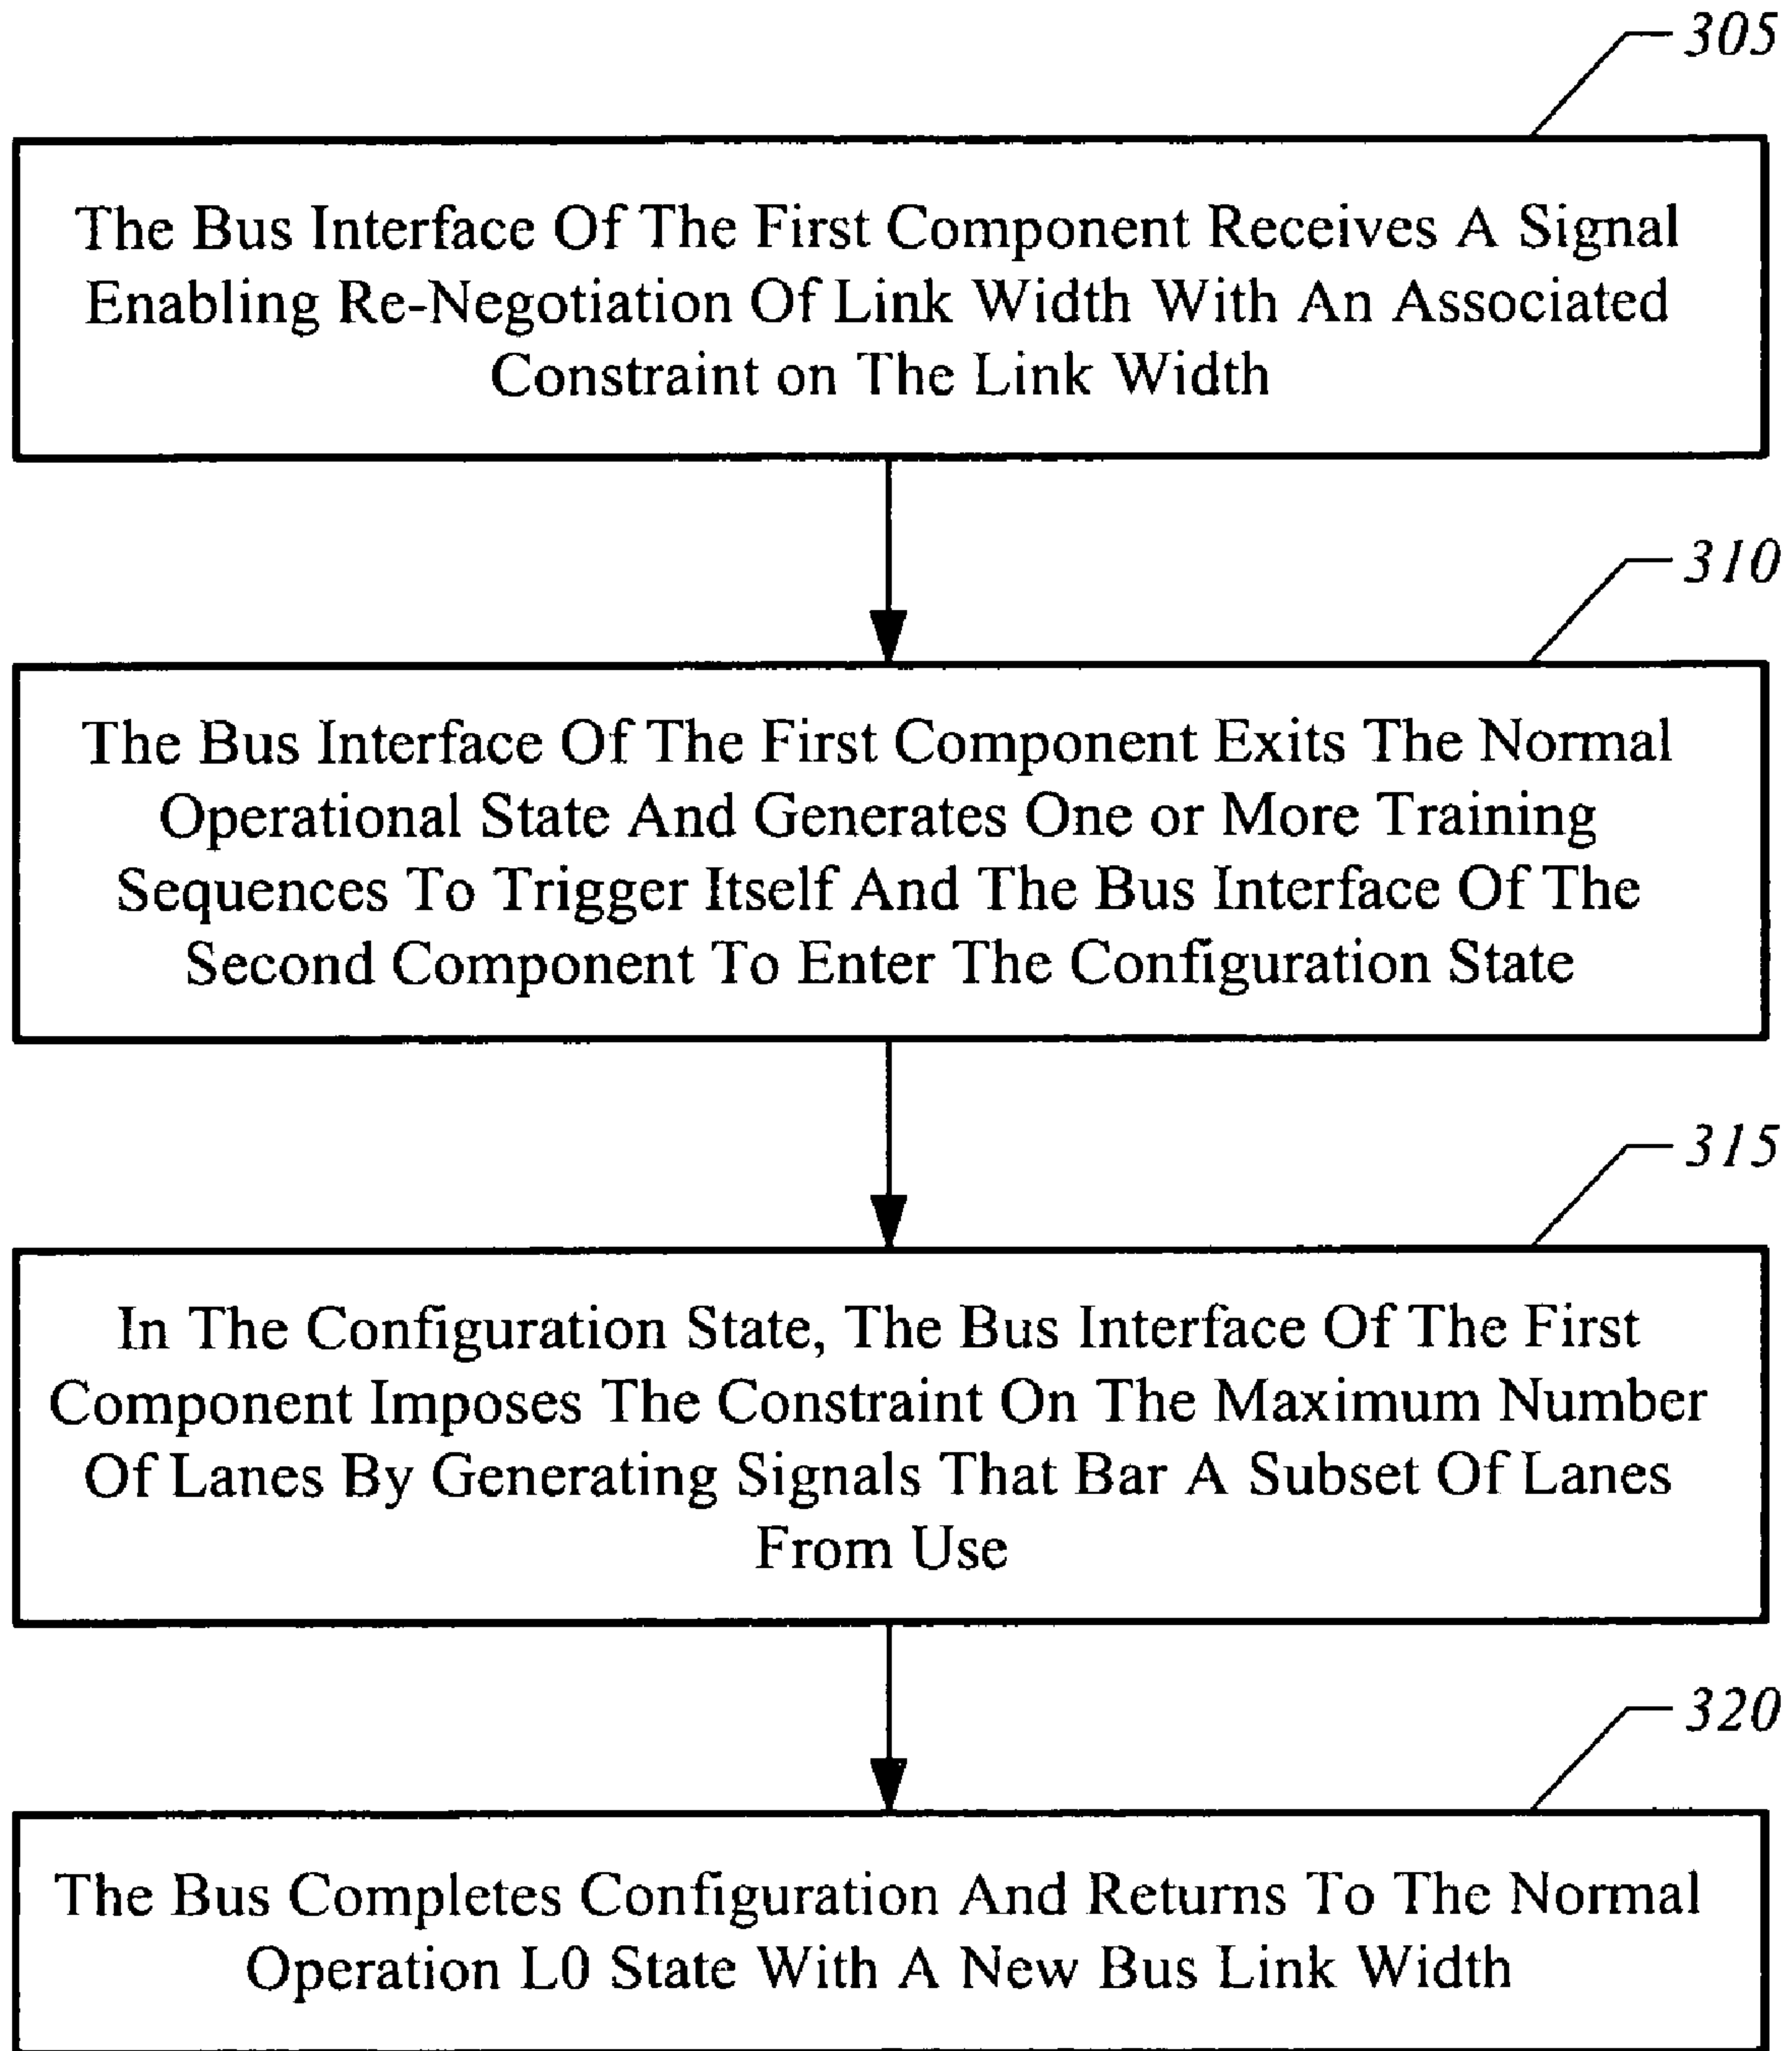 305
The Bus Interface Of The First Component Receives A Signal
Enabling Re-Negotiation Of Link Width With An Associated
Constraint on The Link Width
310
The Bus Interface Of The First Component Exits The Normal
Operational State And Generates One or More Training
Sequences To Trigger Itself And The Bus Interface Of The
Second Component To Enter The Configuration State
315
In The Configuration State, The Bus Interface Of The First
Component Imposes The Constraint On The Maximum Number
Of Lanes By Generating Signals That Bar A Subset Of Lanes
From Use
320
The Bus Completes Configuration And Returns To The Normal
Operation L0 State With A New Bus Link Width